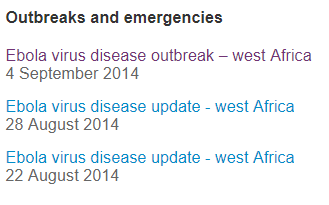 Outbreaks and emergencies
Ebola virus disease outbreak – west Africa
4 September 2014
Ebola virus disease update - west Africa
28 August 2014
Ebola virus disease update - west Africa
22 August 2014